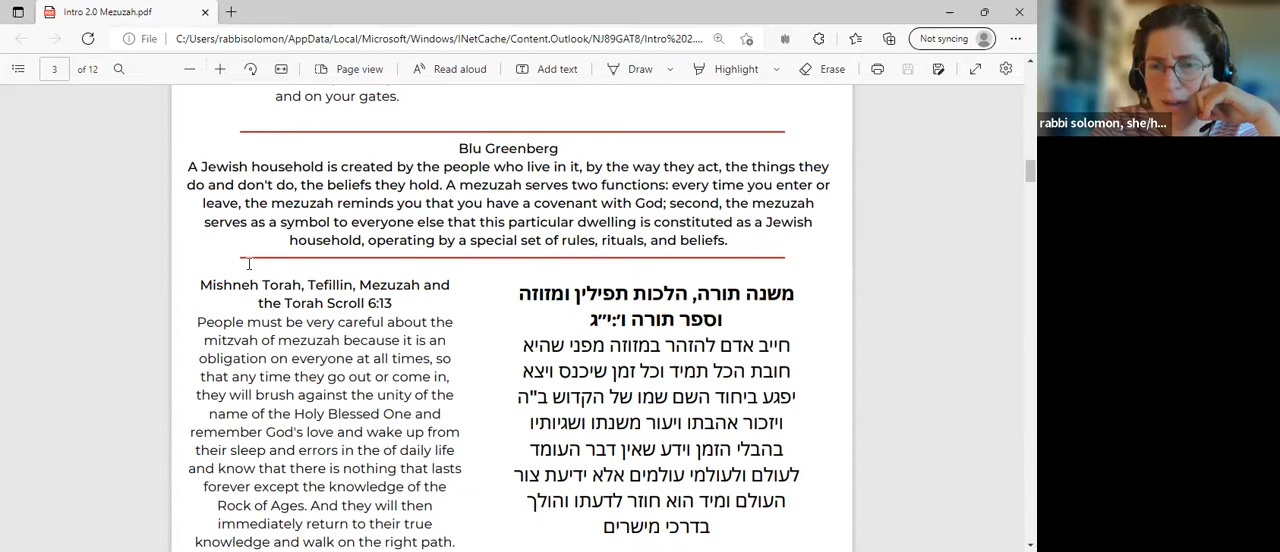 Intro 2.0 Mezuzah.pdf
File
C:/Users/rabbisolomon/AppData/Local/Microsoft/Windows/INetCache/Content.Outlook/NJ89GAT8/Intro%202....
Not syncing
3 of 12
Page view
Read aloud
Add text
Draw
Highlight
Erase
rabbi solomon, she/h...
and on your gates.
Blu Greenberg
A Jewish household is created by the people who live in it, by the way they act, the things they
do and don't do, the beliefs they hold. A mezuzah serves two functions: every time you enter or
leave, the mezuzah reminds you that you have a covenant with God; second, the mezuzah
serves as a symbol to everyone else that this particular dwelling is constituted as a Jewish
household, operating by a special set of rules, rituals, and beliefs.
Mishneh Torah, Tefillin, Mezuzah and
the Torah Scroll 6:13
People must be very careful about the
mitzvah of mezuzah because it is an
obligation on everyone at all times, so
that any time they go out or come in,
they will brush against the unity of the
name of the Holy Blessed One and
remember God's love and wake up from
their sleep and errors in the of daily life
and know that there is nothing that lasts
forever except the knowledge of the
Rock of Ages. And they will then
immediately return to their true
knowledge and walk on the right path.
משנה תורה, הלכות תפילין ומזוזה
וספר תורה ו׳:י״ג
חייב אדם להזהר במזוזה מפני שהיא
חובת הכל תמיד וכל זמן שיכנס ויצא
יפגע ביחוד השם שמו של הקדוש ב"ה
ויזכור אהבתו ויעור משנתו ושגיותיו
בהבלי הזמן וידע שאין דבר העומד
לעולם ולעולמי עולמים אלא ידיעת צור
העולם ומיד הוא חוזר לדעתו והולך
בדרכי מישרים